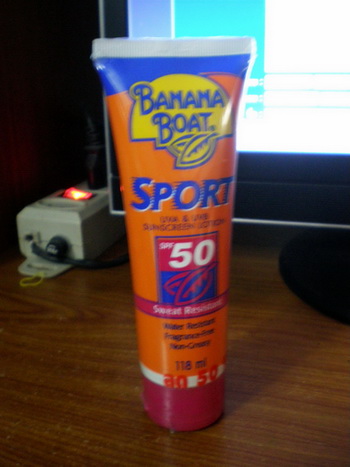 BANANA
BOAT
SPORT
UVA & UVB
SUNSCREEN LOTION
SPF 50
Sweat Resistant
Water Resistant
Fragrance-Free
Non-Greasy
118 ml